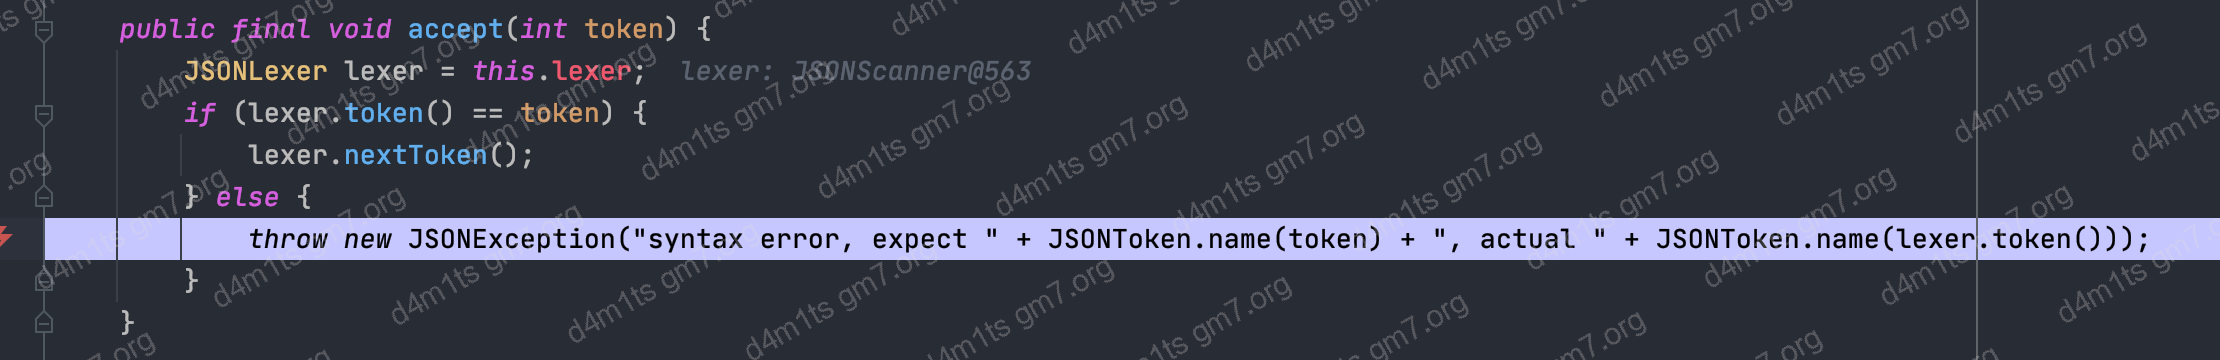 public final void accept(int token) {
JSONLexer lexer = this.lexer; lexer: JSONScanner@563
if (lexer.token() == token) {
lexer.nextToken();
} else {
throw new JSONException("syntax error, expect " + JSONToken.name(token) + ", actual " + JSONToken.name(lexer.token()));
}
}
d4m1ts gm7.org